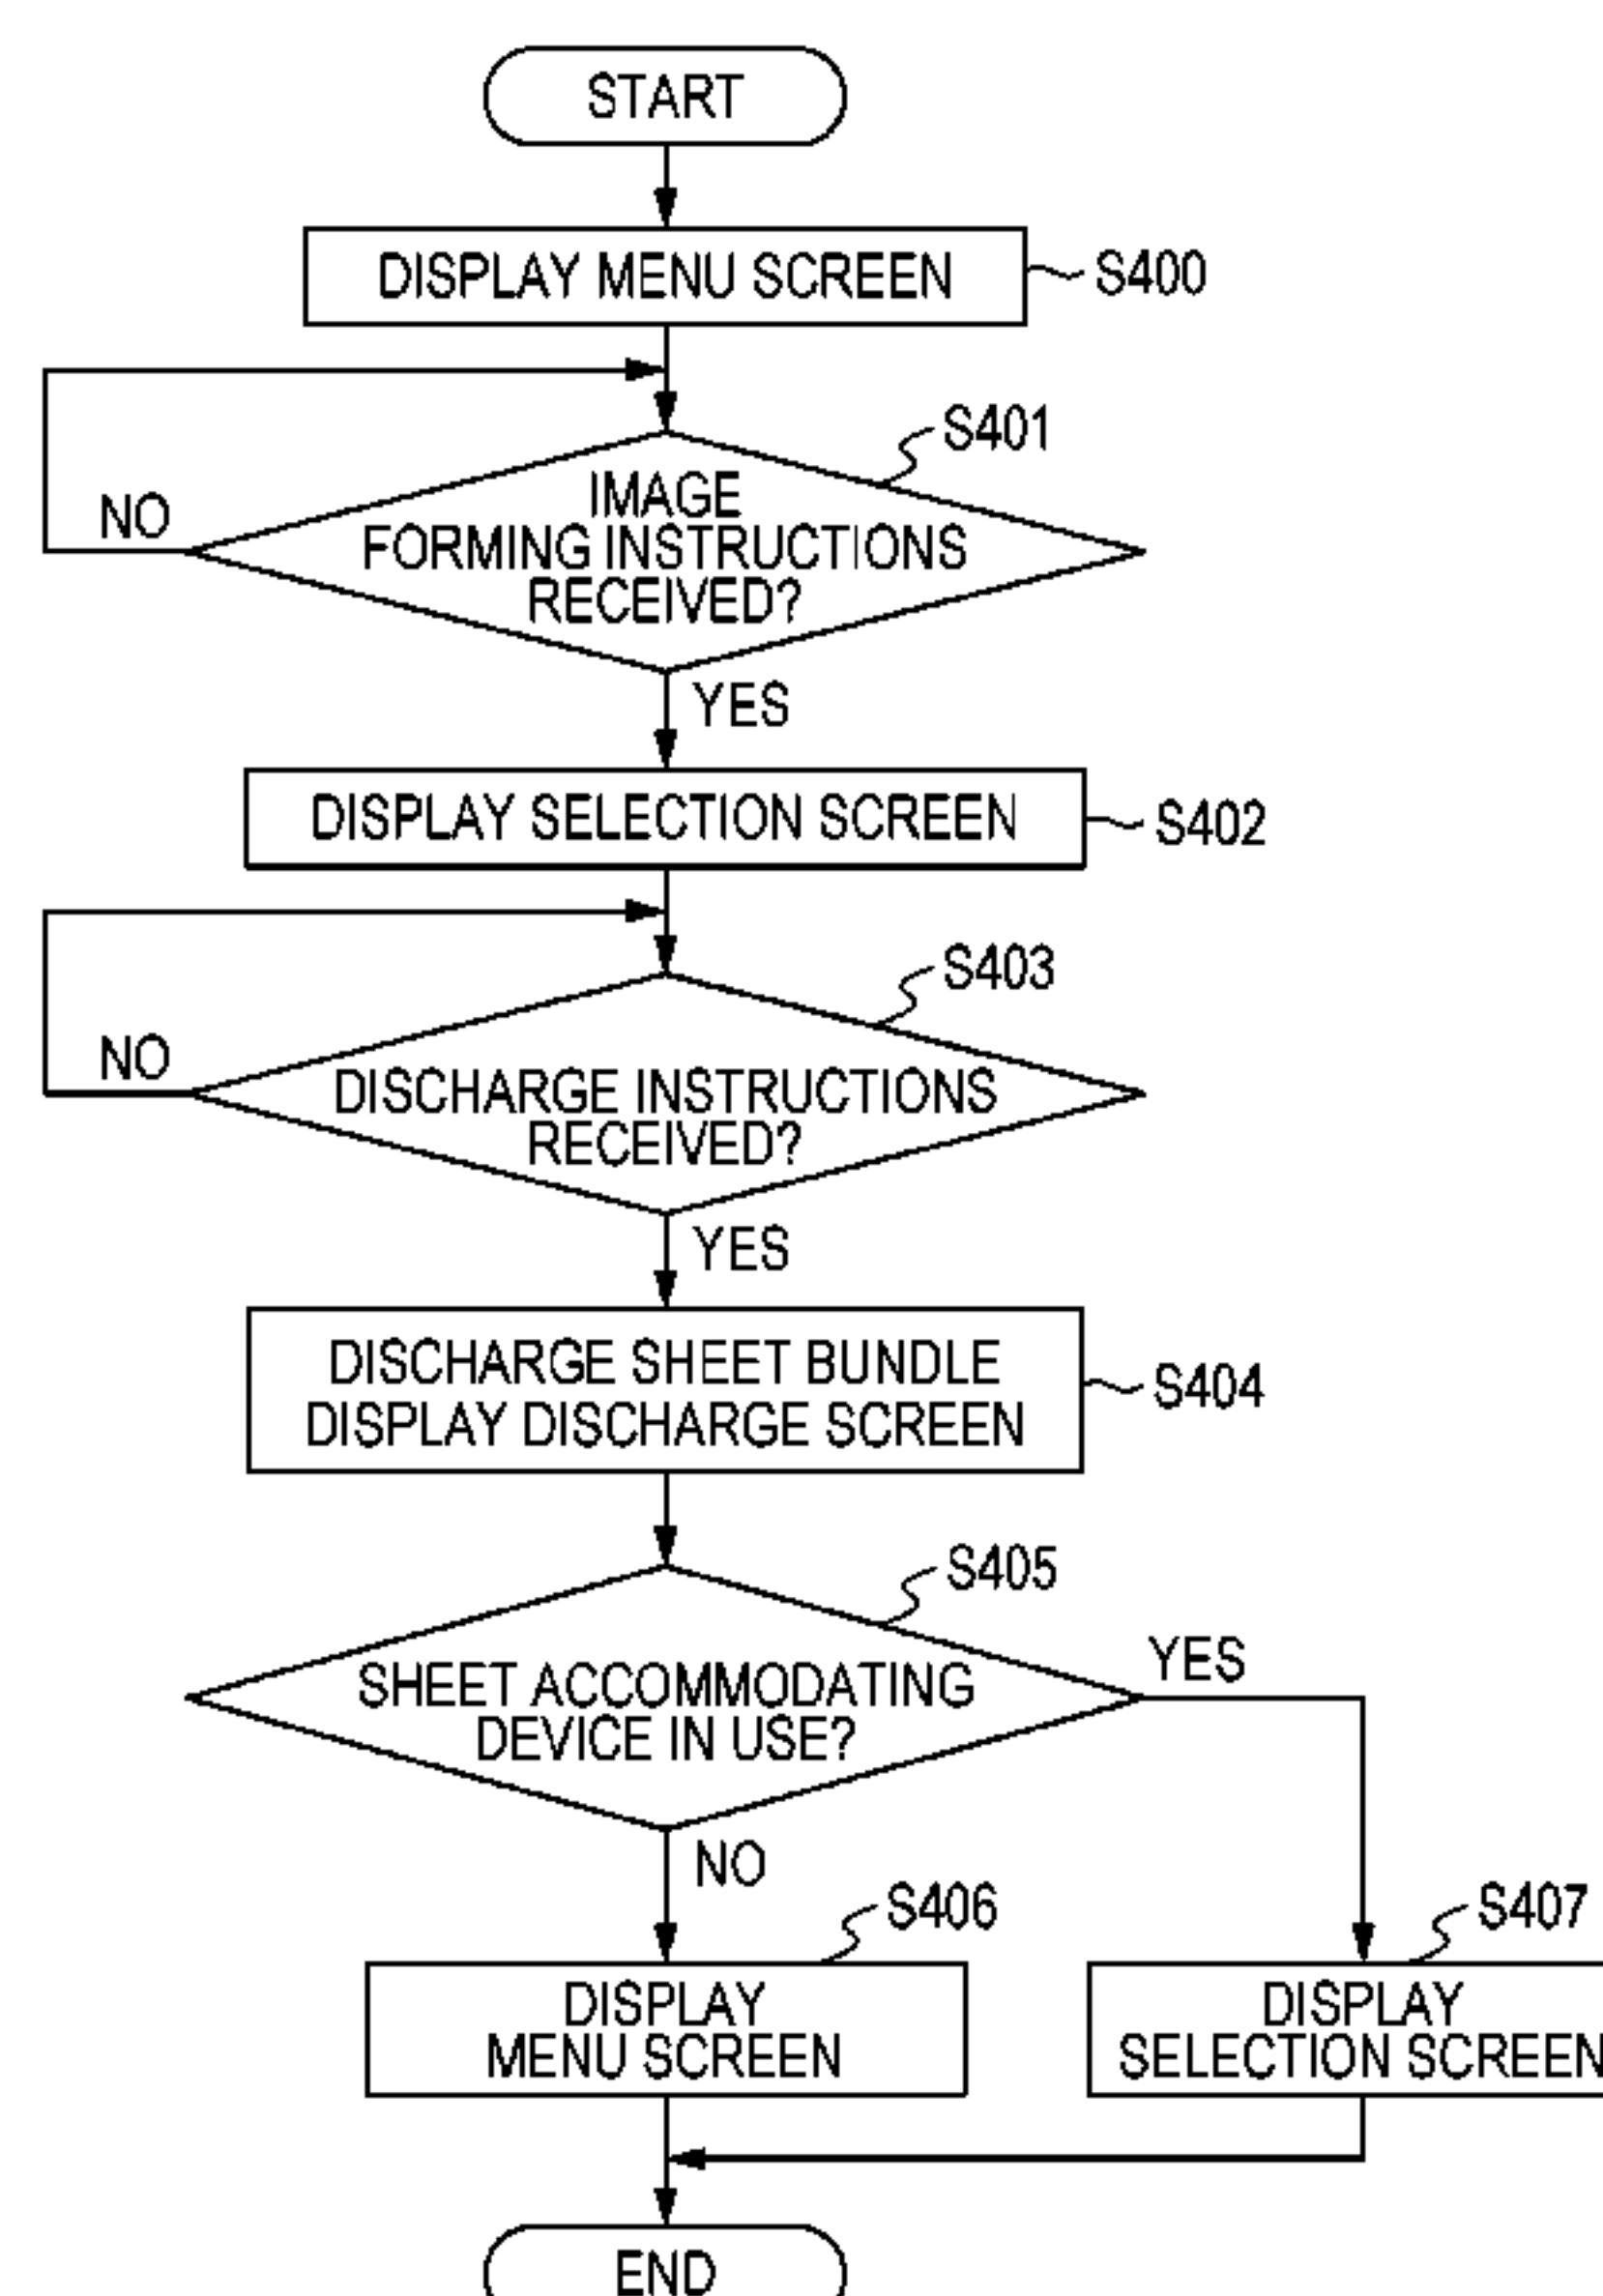 START
DISPLAY MENU SCREEN
S400
S401
IMAGE
FORMING INSTRUCTIONS
RECEIVED?
NO
YES
DISPLAY SELECTION SCREEN
S402
S403
DISCHARGE INSTRUCTIONS
RECEIVED?
NO
YES
DISCHARGE SHEET BUNDLE
DISPLAY DISCHARGE SCREEN
S404
S405
SHEET ACCOMMODATING
DEVICE IN USE?
YES
NO
S406
DISPLAY
MENU SCREEN
S407
DISPLAY
SELECTION SCREEN
END